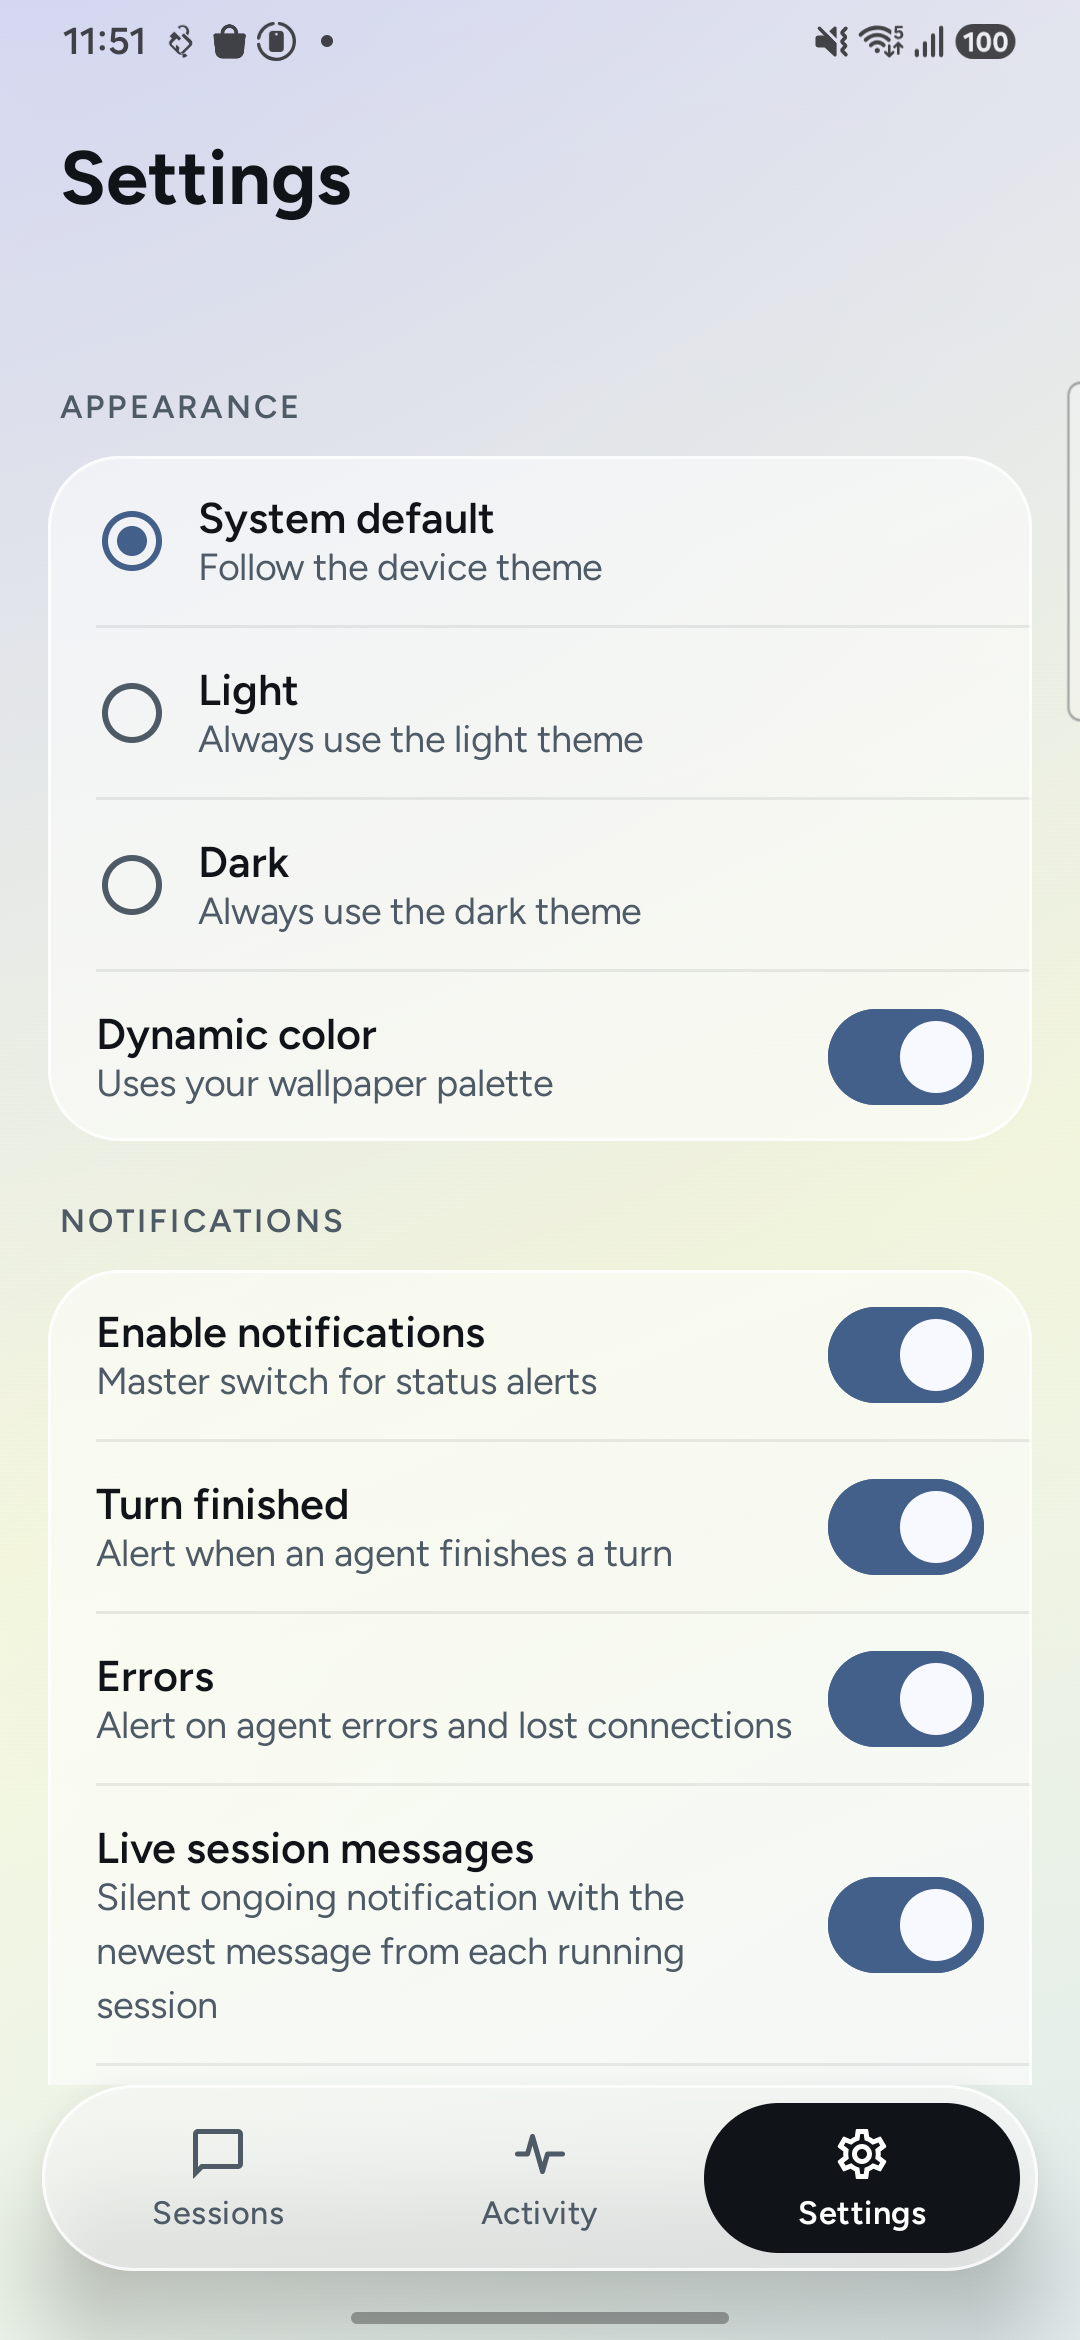 11:51
5
100
Settings
APPEARANCE
System default
Follow the device theme
Light
Always use the light theme
Dark
Always use the dark theme
Dynamic color
Uses your wallpaper palette
NOTIFICATIONS
Enable notifications
Master switch for status alerts
Turn finished
Alert when an agent finishes a turn
Errors
Alert on agent errors and lost connections
Live session messages
Silent ongoing notification with the
newest message from each running
session
Sessions
Activity
Settings